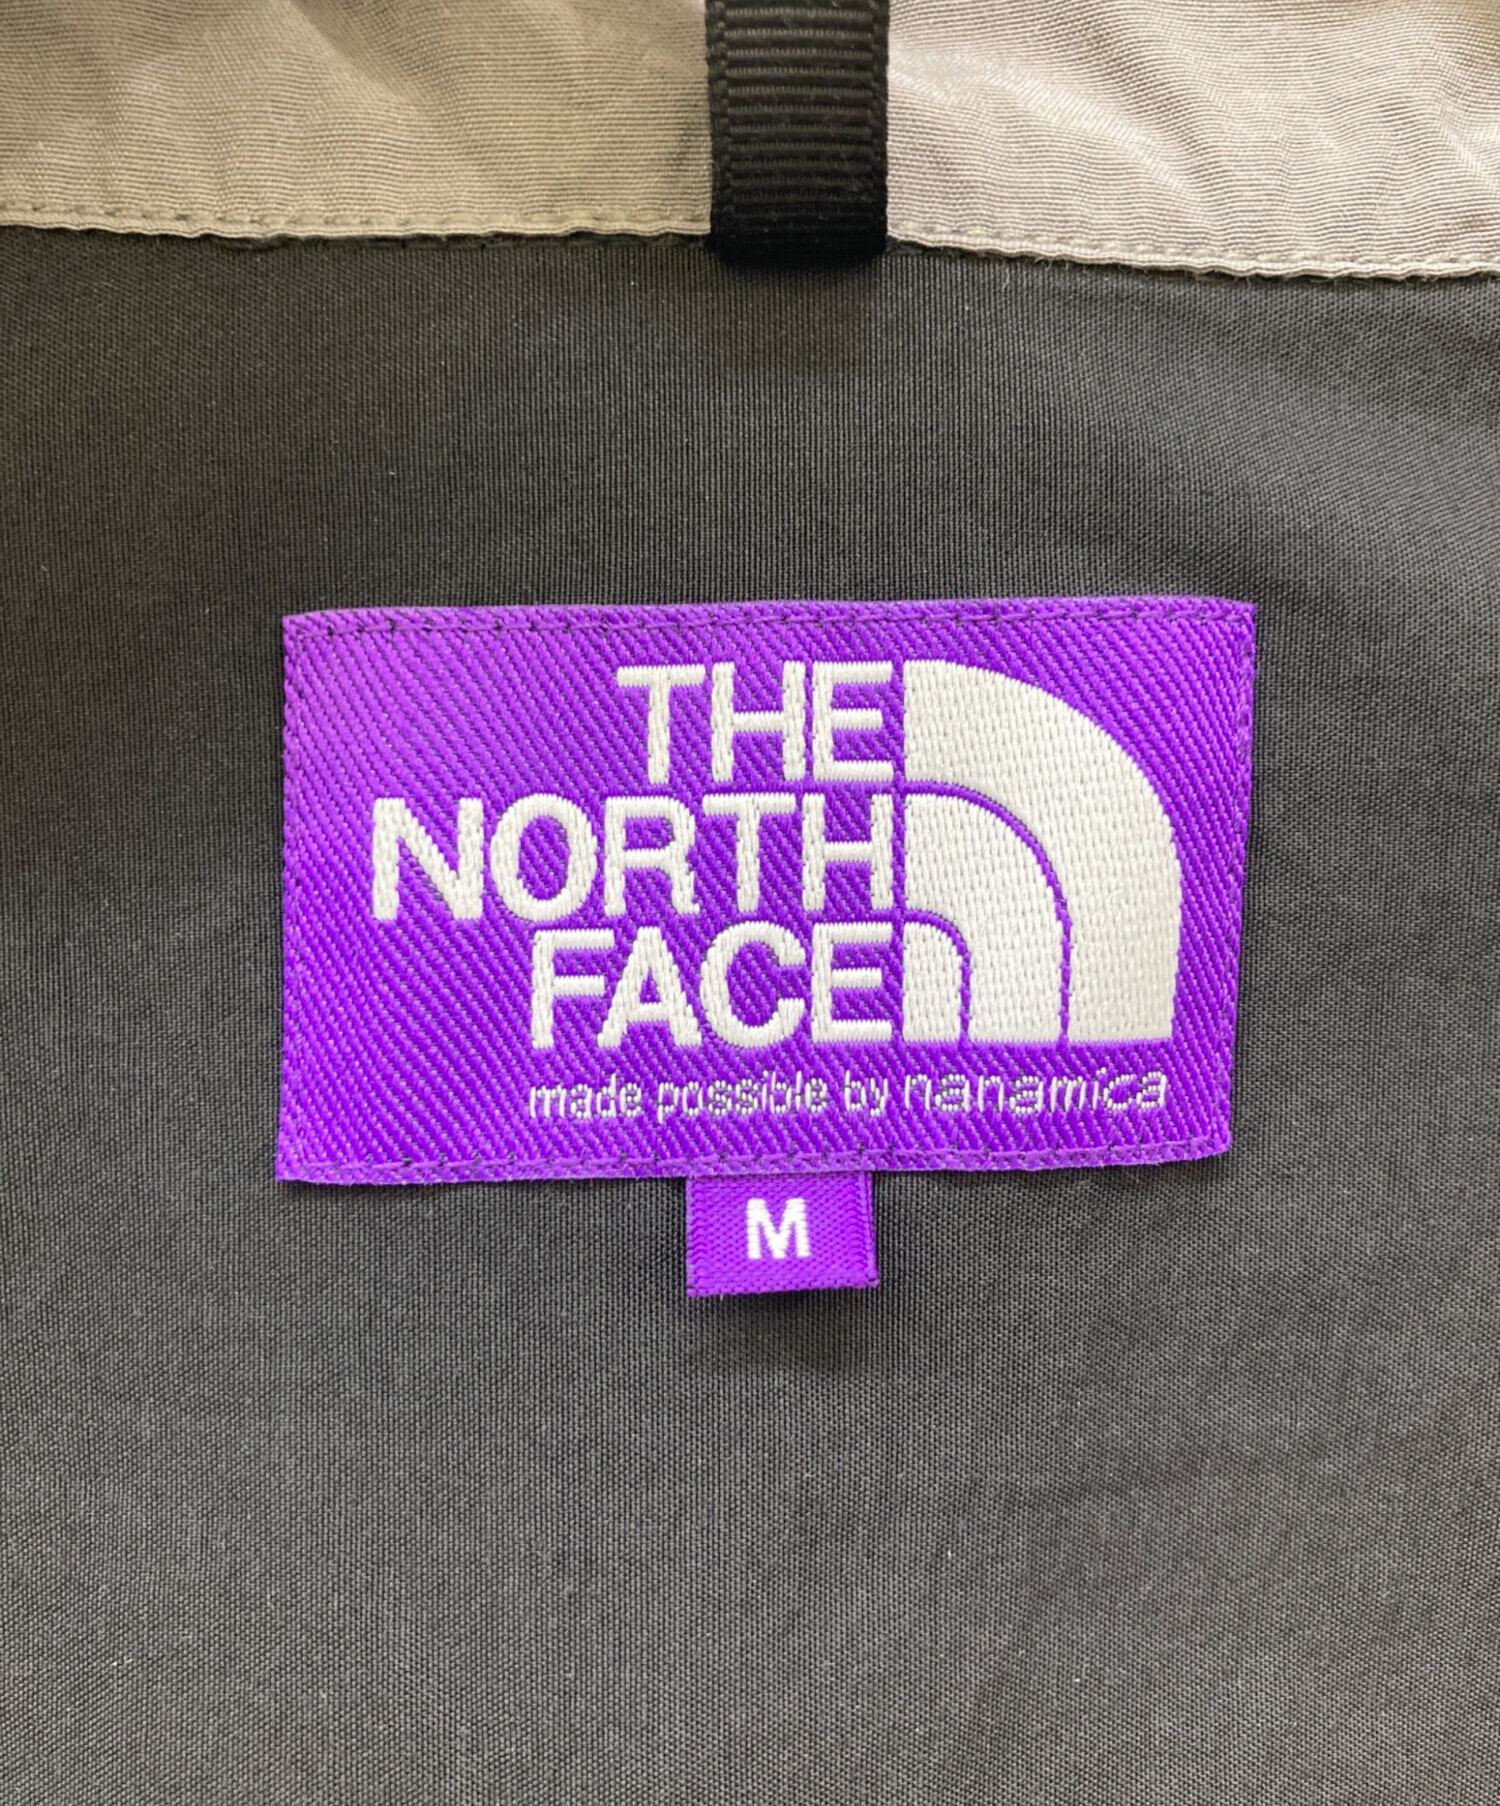 THE
NORTH
FACE
made possible by nanamica
M